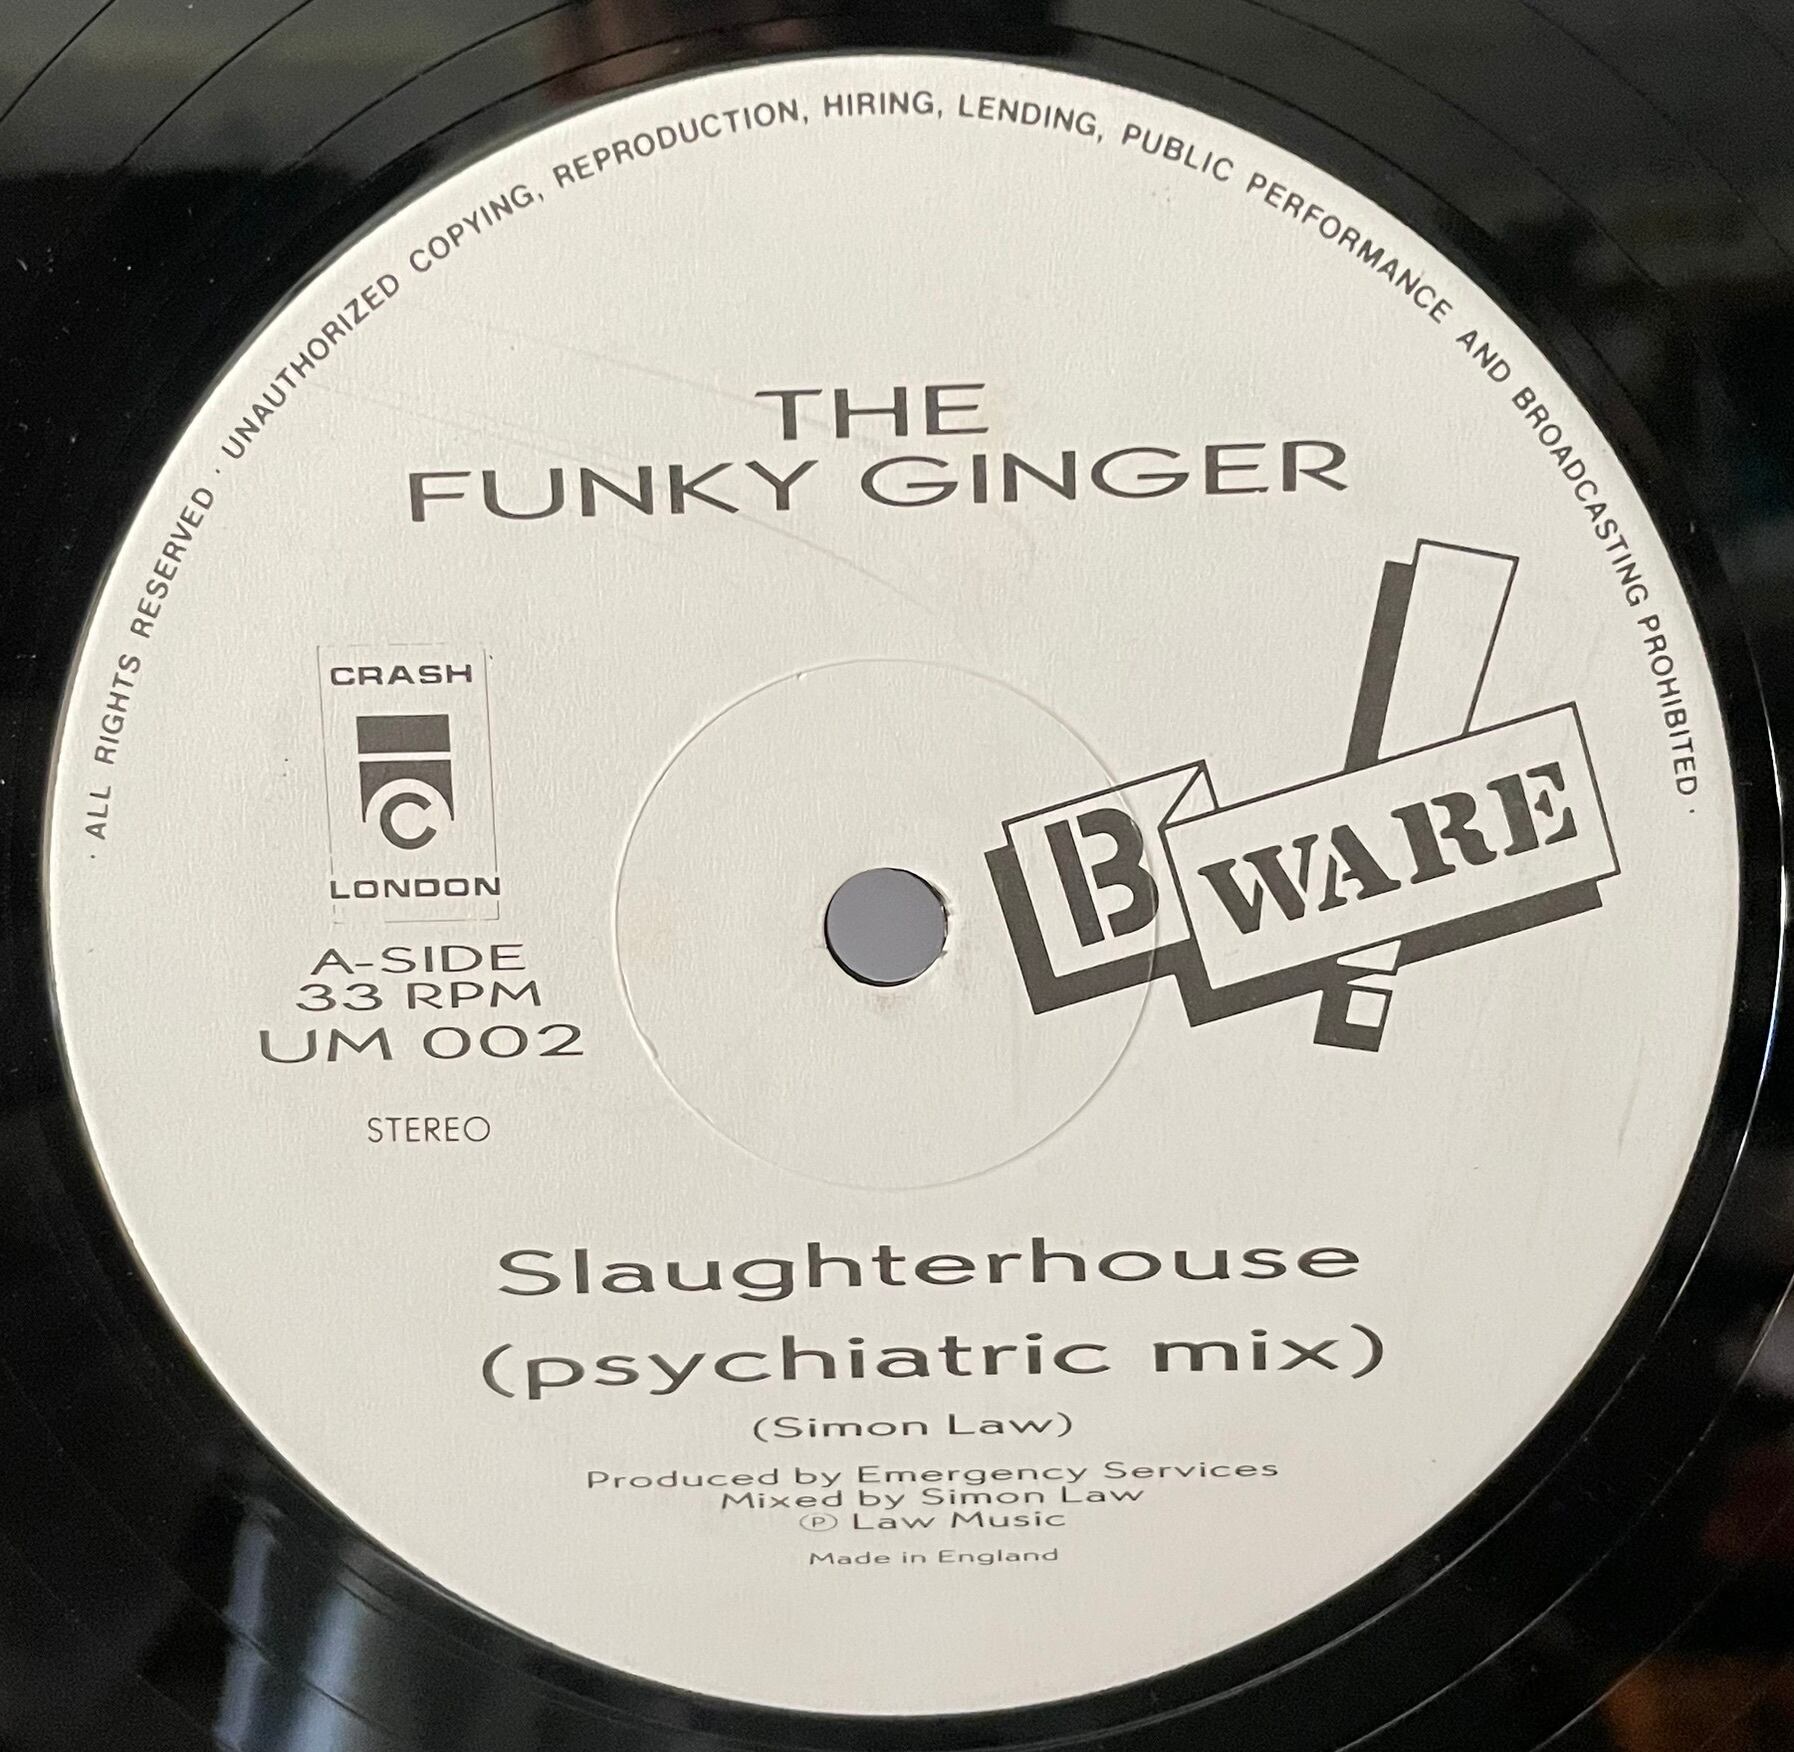 · ALL RIGHTS RESERVED · UNAUTHORIZED COPYING, REPRODUCTION, HIRING, LENDING, PUBLIC PERFORMANCE AND BROADCASTING PROHIBITED ·
THE
FUNKY GINGER
CRASH
C
LONDON
A-SIDE
33 RPM
UM 002
STEREO
B WARE
Slaughterhouse
(psychiatric mix)
(Simon Law)
Produced by Emergency Services
Mixed by Simon Law
℗ Law Music
Made in England